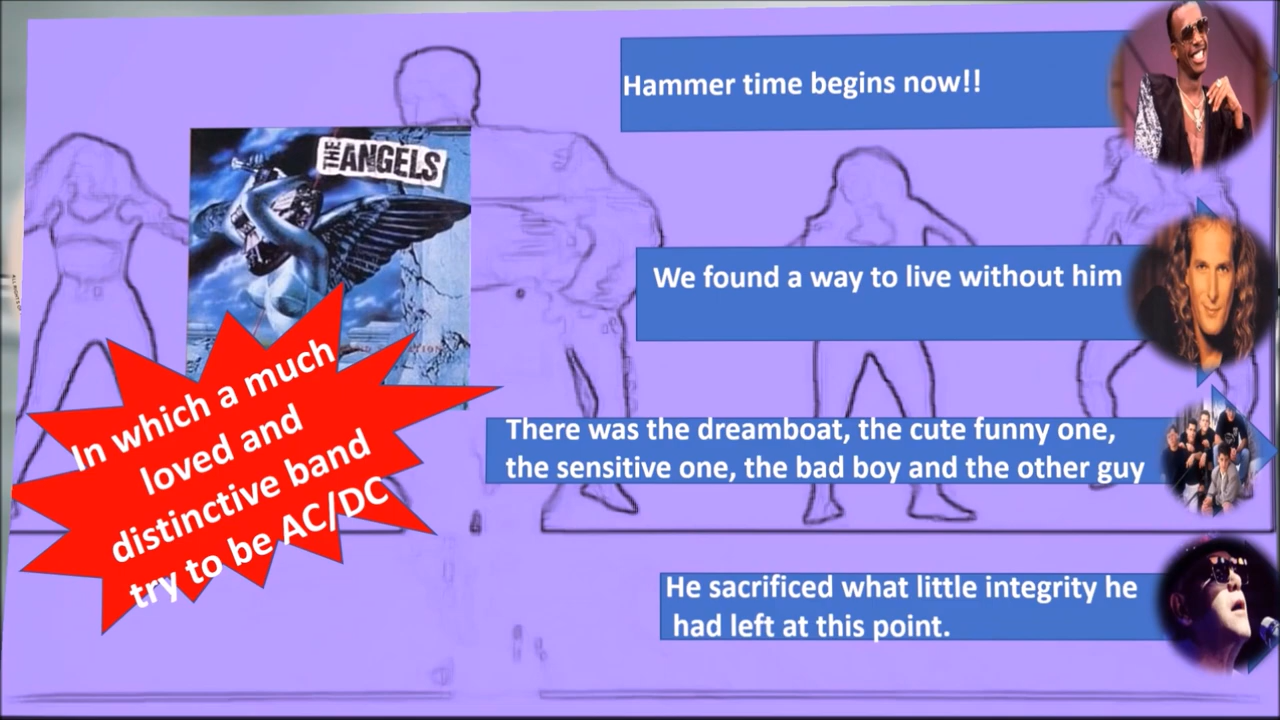 Hammer time begins now!!
THE ANGELS
We found a way to live without him
In which a much
loved and
distinctive band
try to be AC/DC
There was the dreamboat, the cute funny one,
the sensitive one, the bad boy and the other guy
He sacrificed what little integrity he
had left at this point.